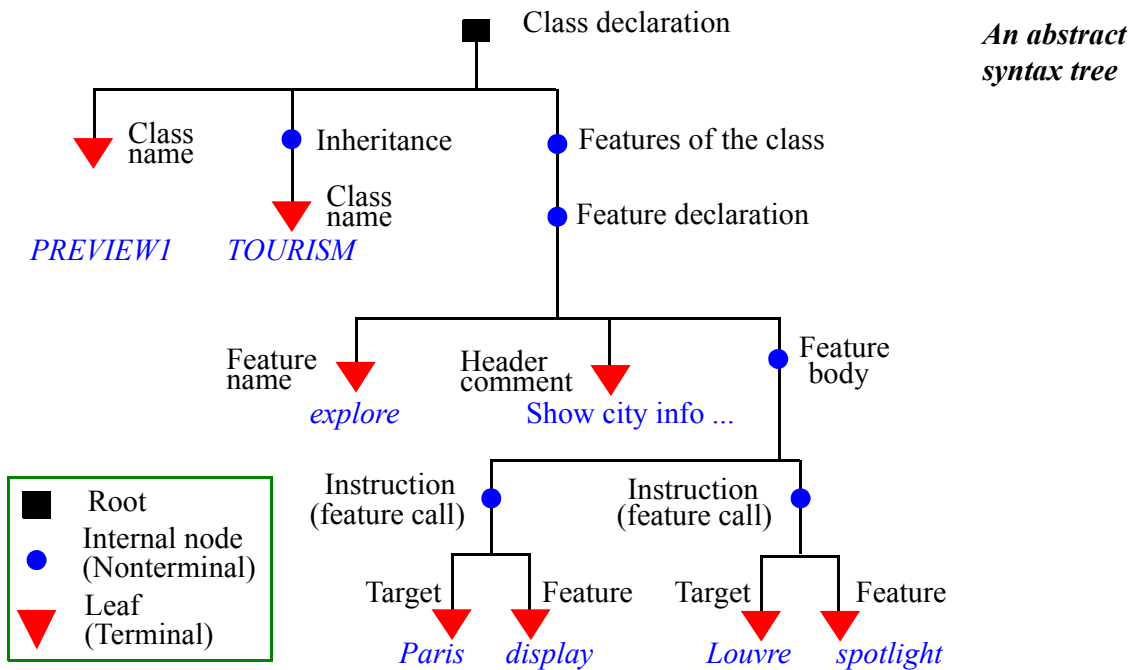 Class declaration
An abstract
syntax tree
Class
name
Inheritance
Features of the class
Class
name
Feature declaration
PREVIEW1
TOURISM
Feature
name
Header
comment
Feature
body
explore
Show city info ...
Instruction
(feature call)
Instruction
(feature call)
Root
Internal node
(Nonterminal)
Leaf
(Terminal)
Target
Feature
Target
Feature
Paris
display
Louvre
spotlight